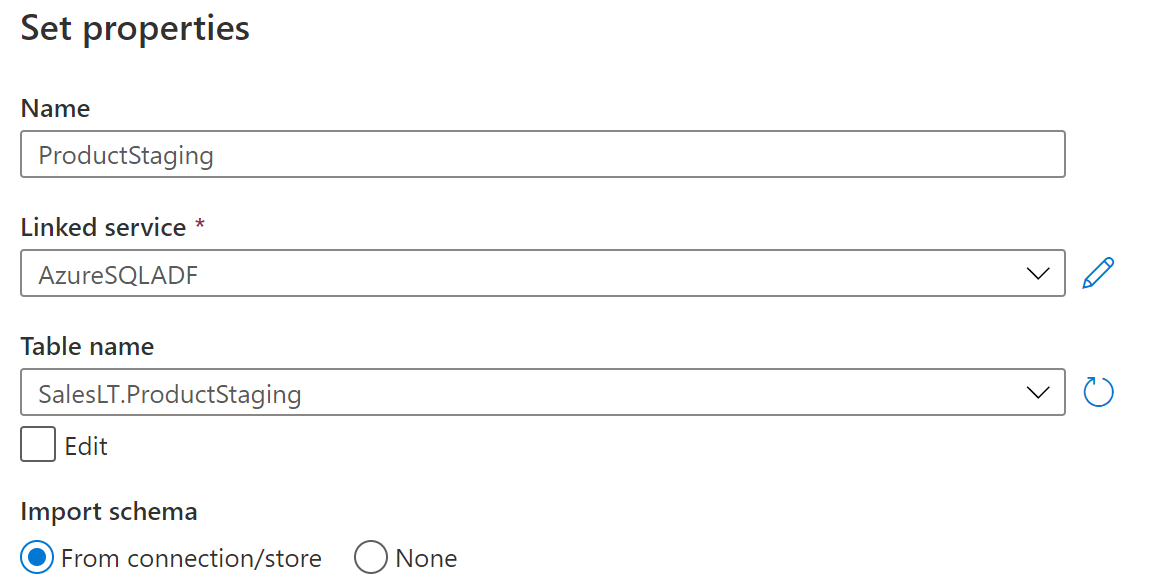 Set properties
Name
ProductStaging
Linked service *
AzureSQLADF
Table name
SalesLT.ProductStaging
Edit
Import schema
From connection/store None